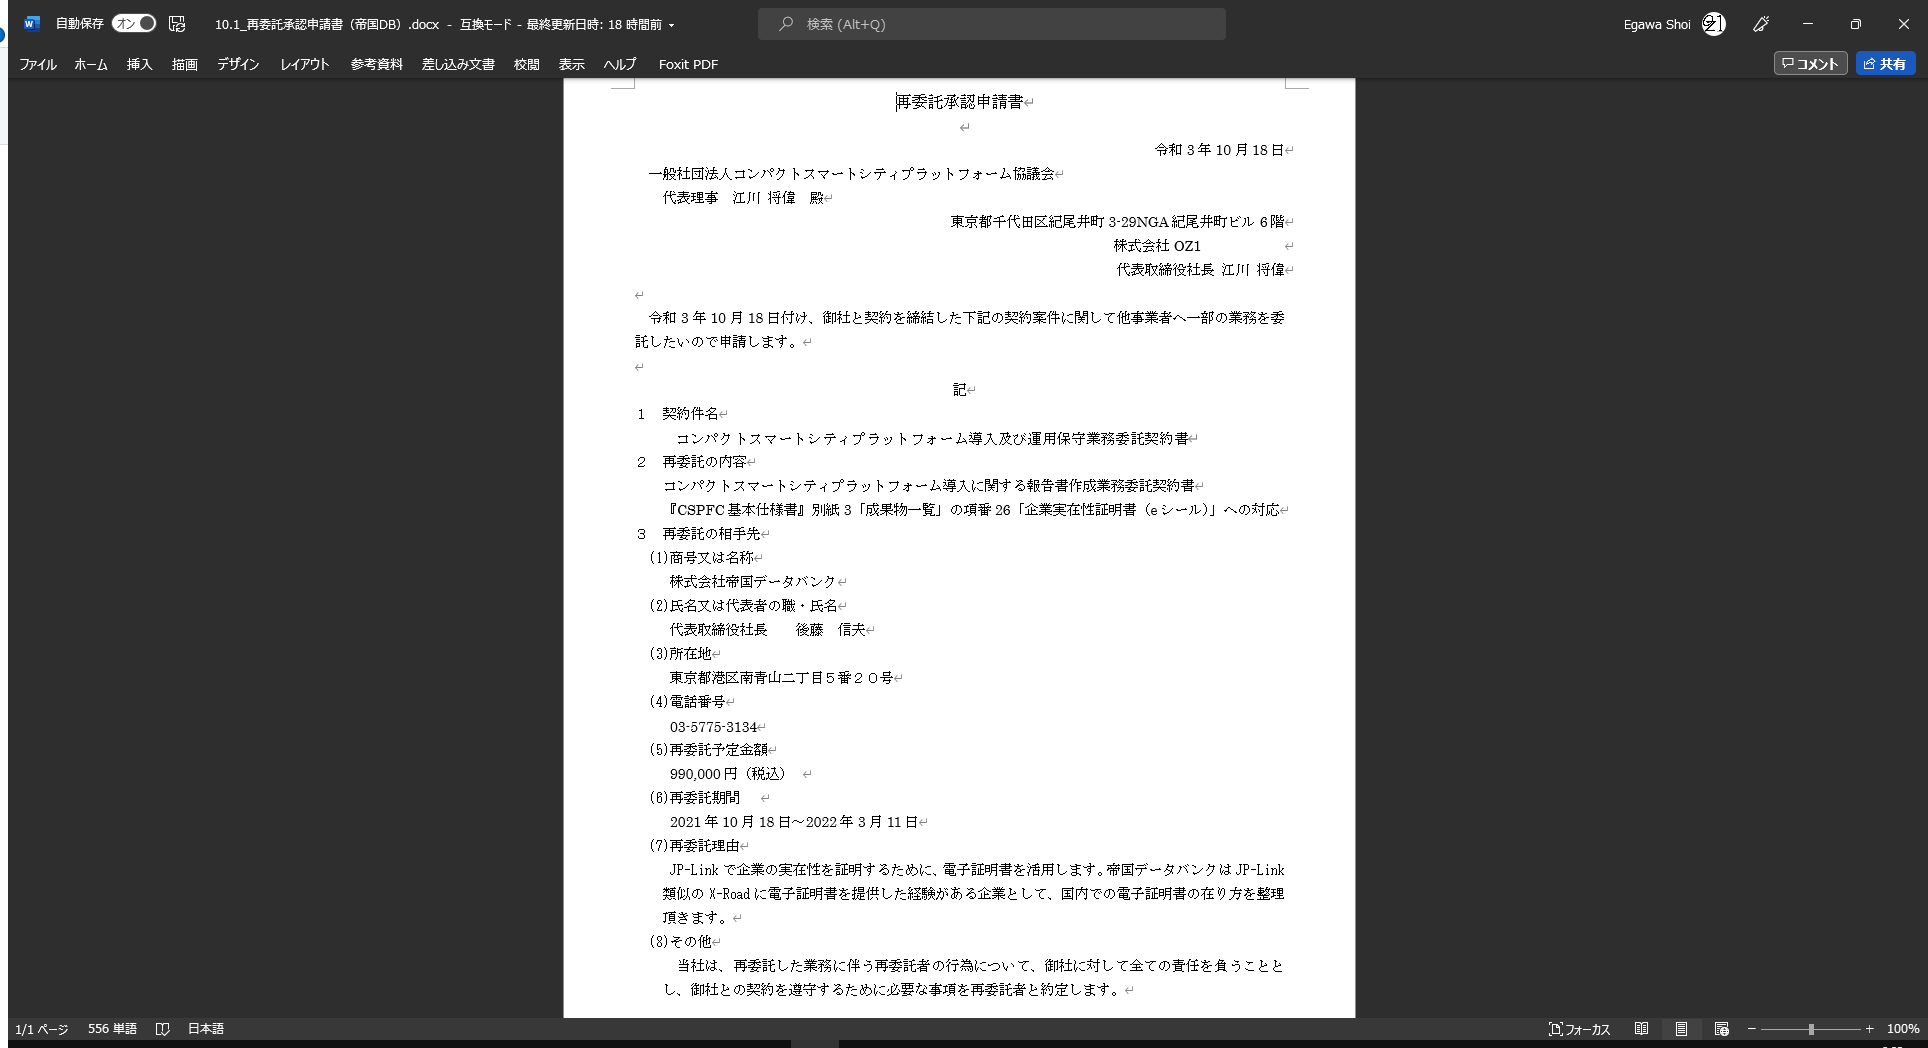 自動保存 オン 10.1_再委託承認申請書（帝国DB）.docx - 互換モード - 最終更新日時: 18 時間前 検索 (Alt+Q) Egawa Shoi
ファイル ホーム 挿入 描画 デザイン レイアウト 参考資料 差し込み文書 校閲 表示 ヘルプ Foxit PDF コメント 共有
再委託承認申請書
令和 3 年 10 月 18 日
一般社団法人コンパクトスマートシティプラットフォーム協議会
代表理事 江川 将偉 殿
東京都千代田区紀尾井町 3-29NGA 紀尾井町ビル 6 階
株式会社 OZ1
代表取締役社長 江川 将偉
令和 3 年 10 月 18 日付け、御社と契約を締結した下記の契約案件に関して他事業者へ一部の業務を委
託したいので申請します。
記
１ 契約件名
コンパクトスマートシティプラットフォーム導入及び運用保守業務委託契約書
２ 再委託の内容
コンパクトスマートシティプラットフォーム導入に関する報告書作成業務委託契約書
『CSPFC 基本仕様書』別紙 3「成果物一覧」の項番 26「企業実在性証明書（e シール）」への対応
３ 再委託の相手先
(1)商号又は名称
株式会社帝国データバンク
(2)氏名又は代表者の職・氏名
代表取締役社長 後藤 信夫
(3)所在地
東京都港区南青山二丁目５番２０号
(4)電話番号
03-5775-3134
(5)再委託予定金額
990,000 円（税込）
(6)再委託期間
2021 年 10 月 18 日～2022 年 3 月 11 日
(7)再委託理由
JP-Link で企業の実在性を証明するために、電子証明書を活用します。帝国データバンクは JP-Link
類似の X-Road に電子証明書を提供した経験がある企業として、国内での電子証明書の在り方を整理
頂きます。
(8)その他
当社は、再委託した業務に伴う再委託者の行為について、御社に対して全ての責任を負うことと
し、御社との契約を遵守するために必要な事項を再委託者と約定します。
1/1 ページ 556 単語 日本語 フォーカス 100%